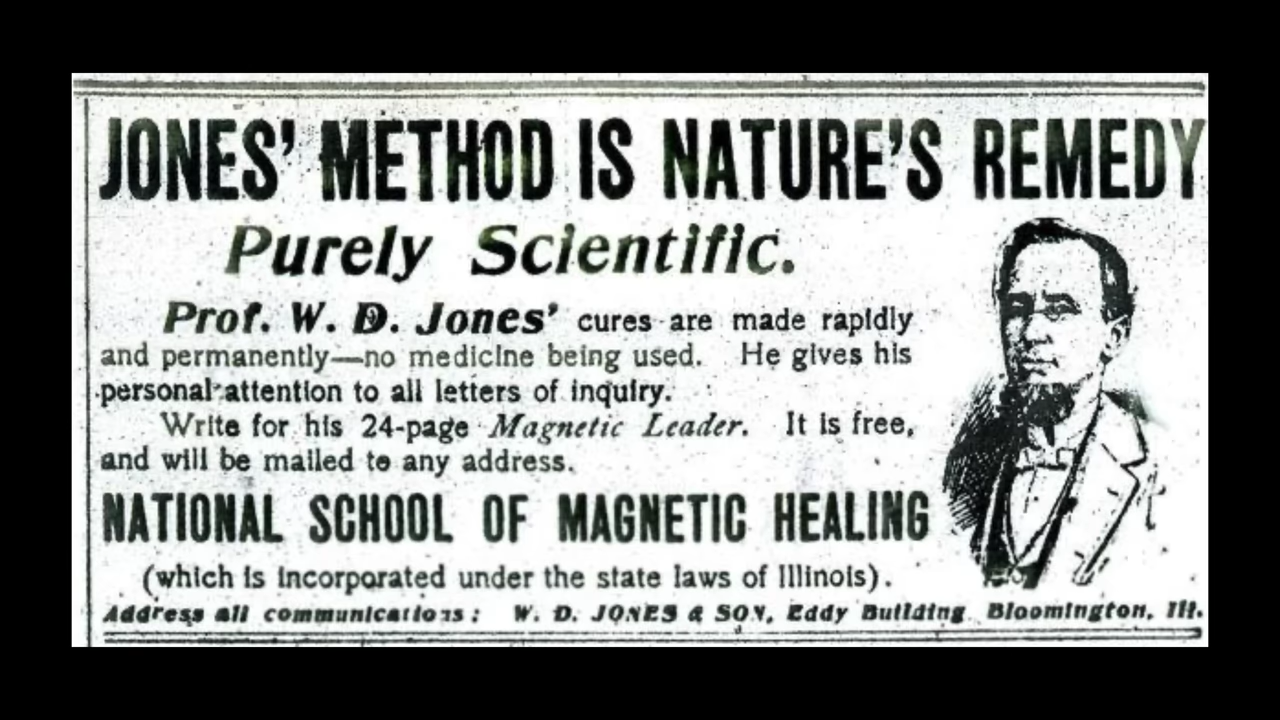 JONES' METHOD IS NATURE'S REMEDY
Purely Scientific.
Prof. W. D. Jones' cures are made rapidly
and permanently—no medicine being used. He gives his
personal attention to all letters of inquiry.
Write for his 24-page Magnetic Leader. It is free,
and will be mailed to any address.
NATIONAL SCHOOL OF MAGNETIC HEALING
(which is incorporated under the state laws of Illinois).
Address all communications: W. D. JONES & SON, Eddy Building, Bloomington, Ill.